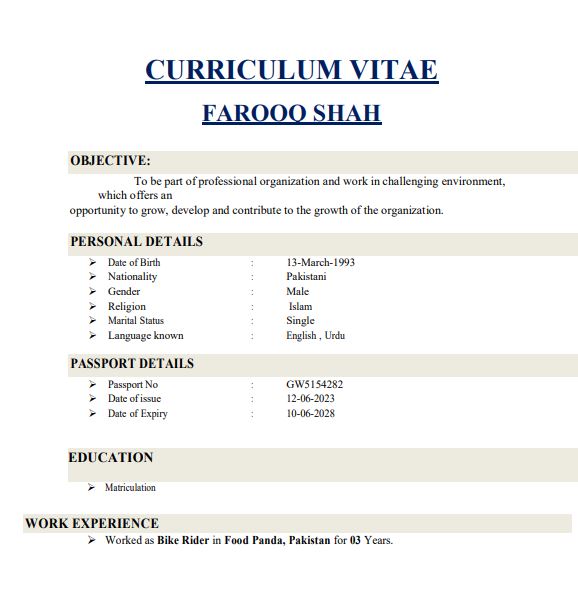 CURRICULUM VITAE
FAROOQ SHAH
OBJECTIVE:
To be part of professional organization and work in challenging environment,
which offers an
opportunity to grow, develop and contribute to the growth of the organization.
PERSONAL DETAILS
➢ Date of Birth : 13-March-1993
➢ Nationality : Pakistani
➢ Gender : Male
➢ Religion : Islam
➢ Marital Status : Single
➢ Language known : English , Urdu
PASSPORT DETAILS
➢ Passport No : GW5154282
➢ Date of issue : 12-06-2023
➢ Date of Expiry : 10-06-2028
EDUCATION
➢ Matriculation
WORK EXPERIENCE
➢ Worked as Bike Rider in Food Panda, Pakistan for 03 Years.